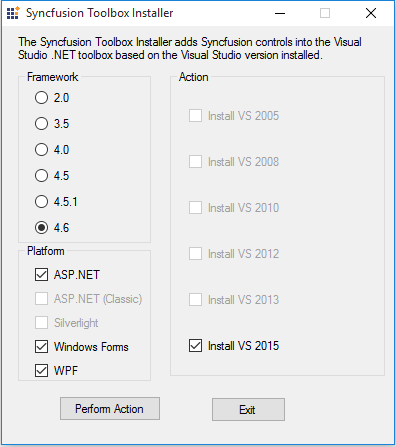 Syncfusion Toolbox Installer
The Syncfusion Toolbox Installer adds Syncfusion controls into the Visual
Studio .NET toolbox based on the Visual Studio version installed.
Framework
2.0
3.5
4.0
4.5
4.5.1
4.6
Platform
ASP.NET
ASP.NET (Classic)
Silverlight
Windows Forms
WPF
Action
Install VS 2005
Install VS 2008
Install VS 2010
Install VS 2012
Install VS 2013
Install VS 2015
Perform Action
Exit